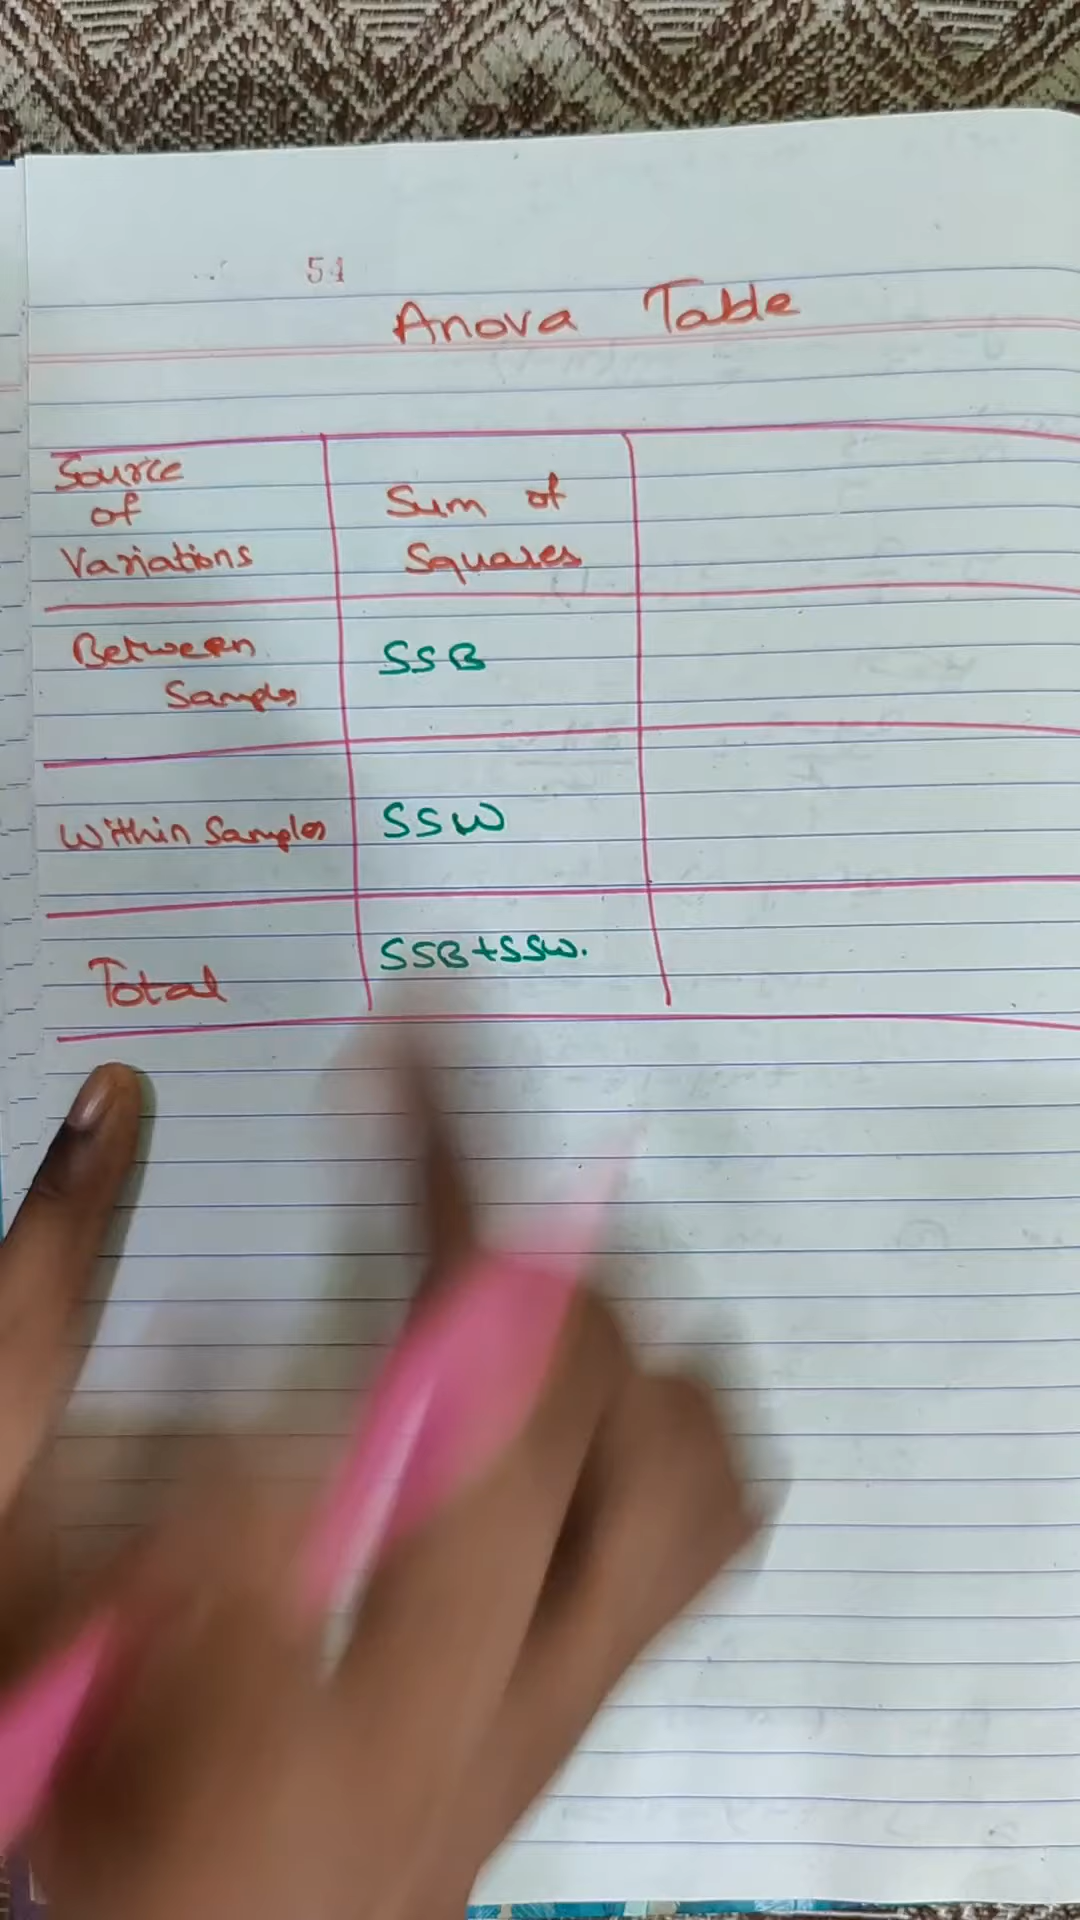 54
Anova Table
Source
of
Variations
Sum of
Squares
Between
Samples
SSB
Within Samples
SSW
Total
SSB+SSW.